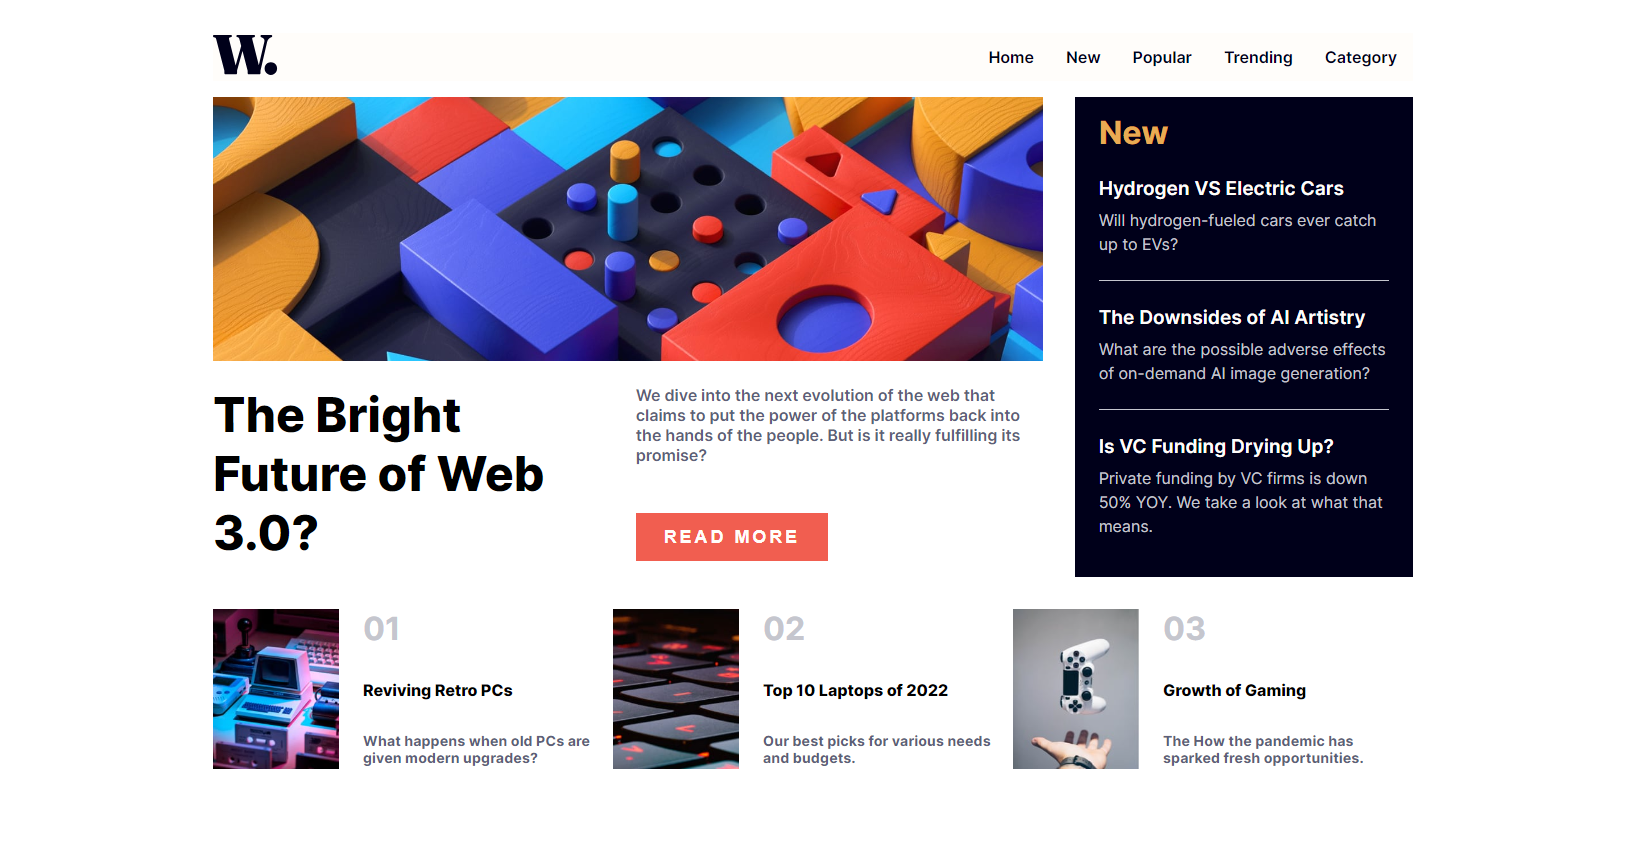 W.
Home New Popular Trending Category
The Bright
Future of Web
3.0?
We dive into the next evolution of the web that
claims to put the power of the platforms back into
the hands of the people. But is it really fulfilling its
promise?
READ MORE
New
Hydrogen VS Electric Cars
Will hydrogen-fueled cars ever catch
up to EVs?
The Downsides of AI Artistry
What are the possible adverse effects
of on-demand AI image generation?
Is VC Funding Drying Up?
Private funding by VC firms is down
50% YOY. We take a look at what that
means.
01
Reviving Retro PCs
What happens when old PCs are
given modern upgrades?
02
Top 10 Laptops of 2022
Our best picks for various needs
and budgets.
03
Growth of Gaming
The How the pandemic has
sparked fresh opportunities.